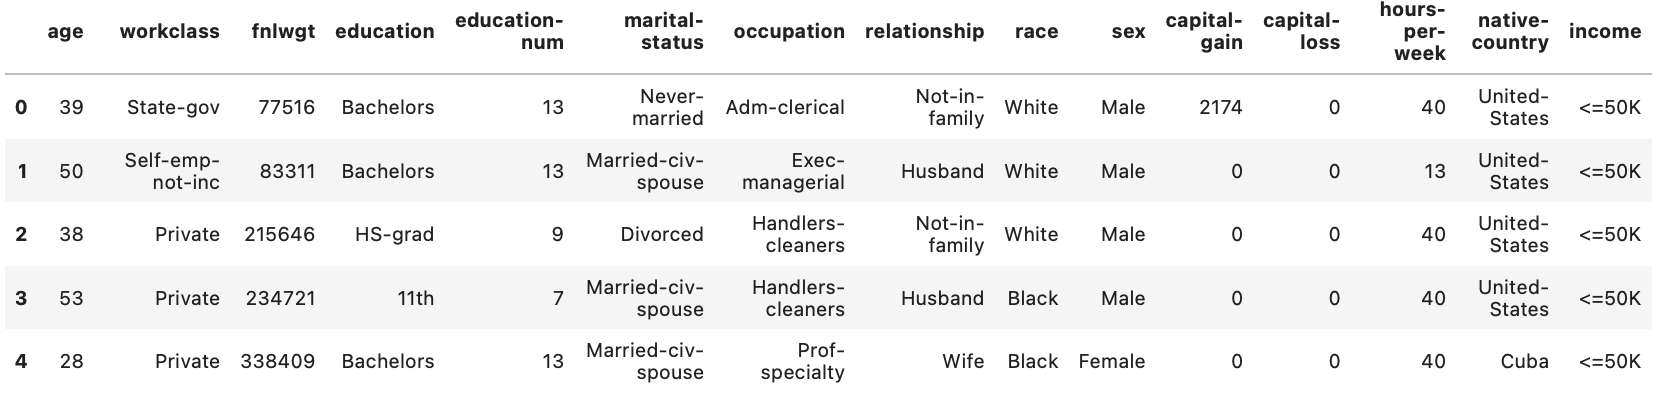 age workclass fnlwgt education education-num marital-status occupation relationship race sex capital-gain capital-loss hours-per-week native-country income
0 39 State-gov 77516 Bachelors 13 Never-married Adm-clerical Not-in-family White Male 2174 0 40 United-States <=50K
1 50 Self-emp-not-inc 83311 Bachelors 13 Married-civ-spouse Exec-managerial Husband White Male 0 0 13 United-States <=50K
2 38 Private 215646 HS-grad 9 Divorced Handlers-cleaners Not-in-family White Male 0 0 40 United-States <=50K
3 53 Private 234721 11th 7 Married-civ-spouse Handlers-cleaners Husband Black Male 0 0 40 United-States <=50K
4 28 Private 338409 Bachelors 13 Married-civ-spouse Prof-specialty Wife Black Female 0 0 40 Cuba <=50K